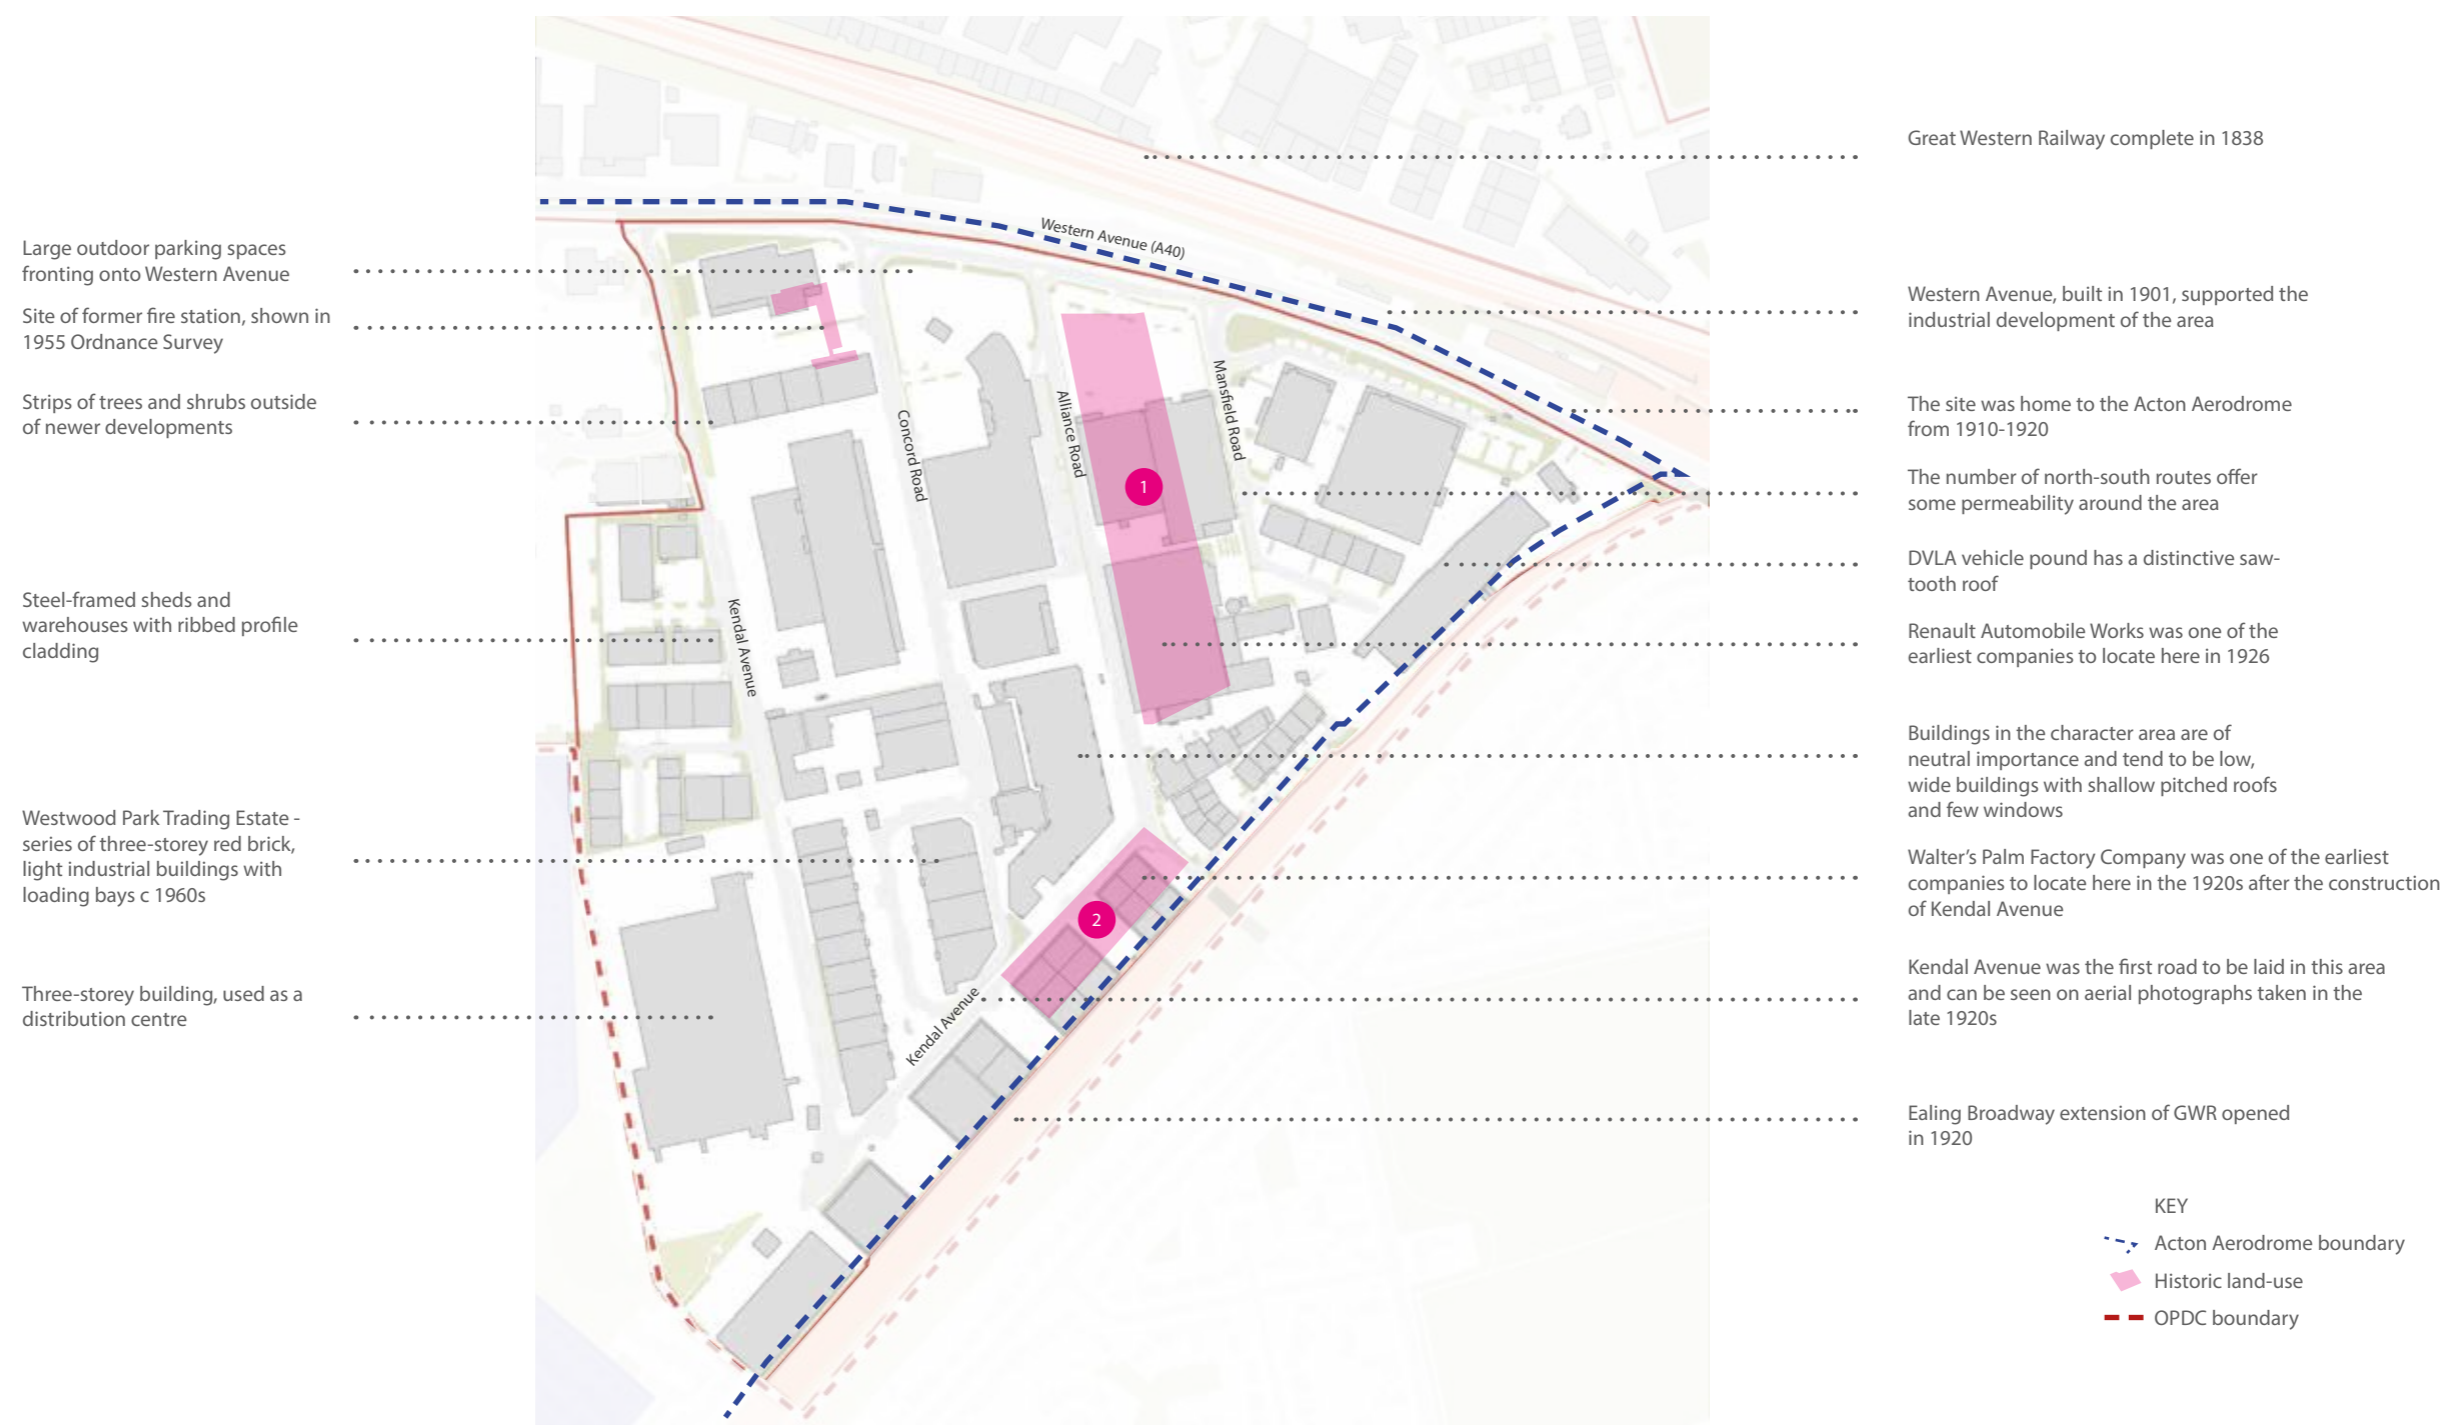 Large outdoor parking spaces
fronting onto Western Avenue
Site of former fire station, shown in
1955 Ordnance Survey
Strips of trees and shrubs outside
of newer developments
Steel-framed sheds and
warehouses with ribbed profile
cladding
Westwood Park Trading Estate -
series of three-storey red brick,
light industrial buildings with
loading bays c 1960s
Three-storey building, used as a
distribution centre
Western Avenue (A40)
Mansfield Road
Alliance Road
Concord Road
Kendal Avenue
Kendal Avenue
1
2
Great Western Railway complete in 1838
Western Avenue, built in 1901, supported the
industrial development of the area
The site was home to the Acton Aerodrome
from 1910-1920
The number of north-south routes offer
some permeability around the area
DVLA vehicle pound has a distinctive saw-
tooth roof
Renault Automobile Works was one of the
earliest companies to locate here in 1926
Buildings in the character area are of
neutral importance and tend to be low,
wide buildings with shallow pitched roofs
and few windows
Walter's Palm Factory Company was one of the earliest
companies to locate here in the 1920s after the construction
of Kendal Avenue
Kendal Avenue was the first road to be laid in this area
and can be seen on aerial photographs taken in the
late 1920s
Ealing Broadway extension of GWR opened
in 1920
KEY
Acton Aerodrome boundary
Historic land-use
OPDC boundary